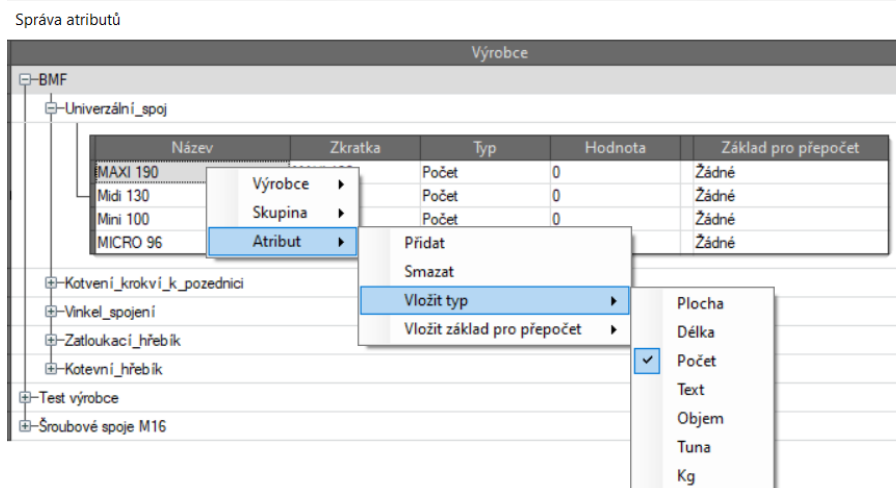 Správa atributů
Výrobce
BMF
Univerzální_spoj
Název Zkratka Typ Hodnota Základ pro přepočet
MAXI 190 Počet 0 Žádné
Midi 130 Počet 0 Žádné
Mini 100 Počet 0 Žádné
MICRO 96 Žádné
Výrobce
Skupina
Atribut
Přidat
Smazat
Vložit typ
Vložit základ pro přepočet
Plocha
Délka
Počet
Text
Objem
Tuna
Kg
Kotvení_krokví_k_pozednici
Vinkel_spojení
Zatloukací_hřebík
Kotevní_hřebík
Test výrobce
Šroubové spoje M16